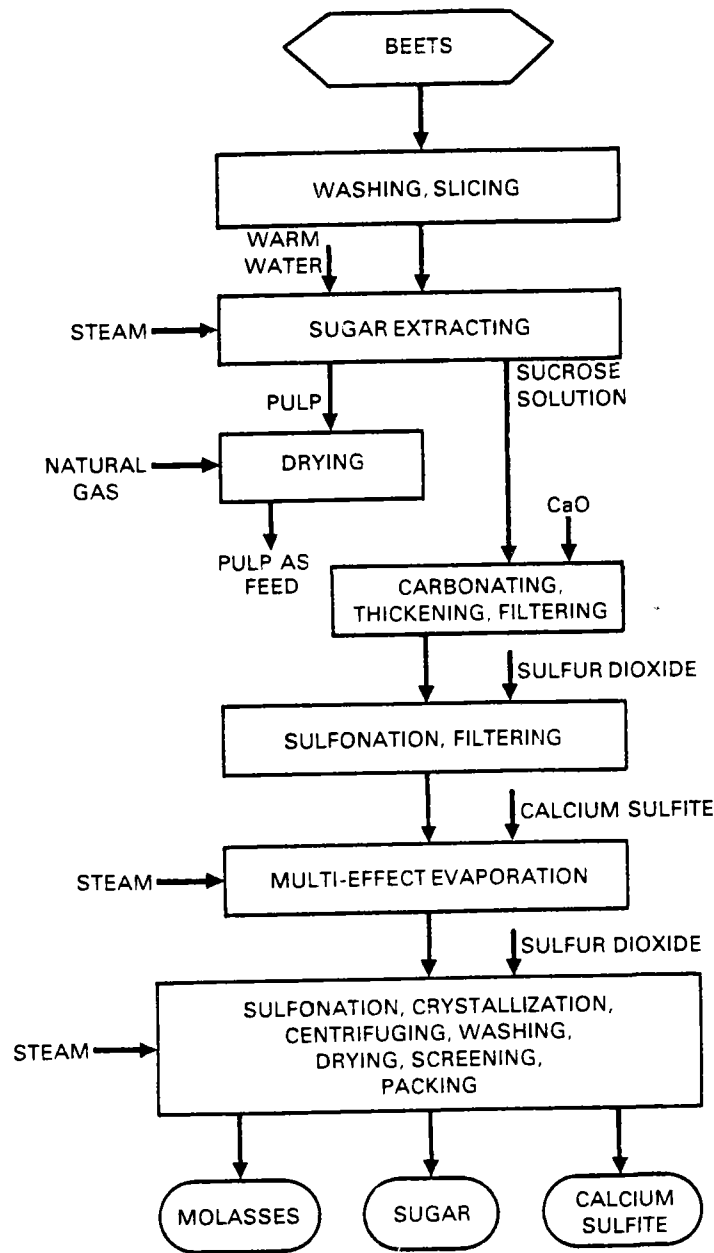 BEETS
WASHING, SLICING
WARM
WATER
STEAM
SUGAR EXTRACTING
PULP
SUCROSE
SOLUTION
NATURAL
GAS
DRYING
CaO
PULP AS
FEED
CARBONATING,
THICKENING, FILTERING
SULFUR DIOXIDE
SULFONATION, FILTERING
CALCIUM SULFITE
STEAM
MULTI-EFFECT EVAPORATION
SULFUR DIOXIDE
STEAM
SULFONATION, CRYSTALLIZATION,
CENTRIFUGING, WASHING,
DRYING, SCREENING,
PACKING
MOLASSES
SUGAR
CALCIUM
SULFITE